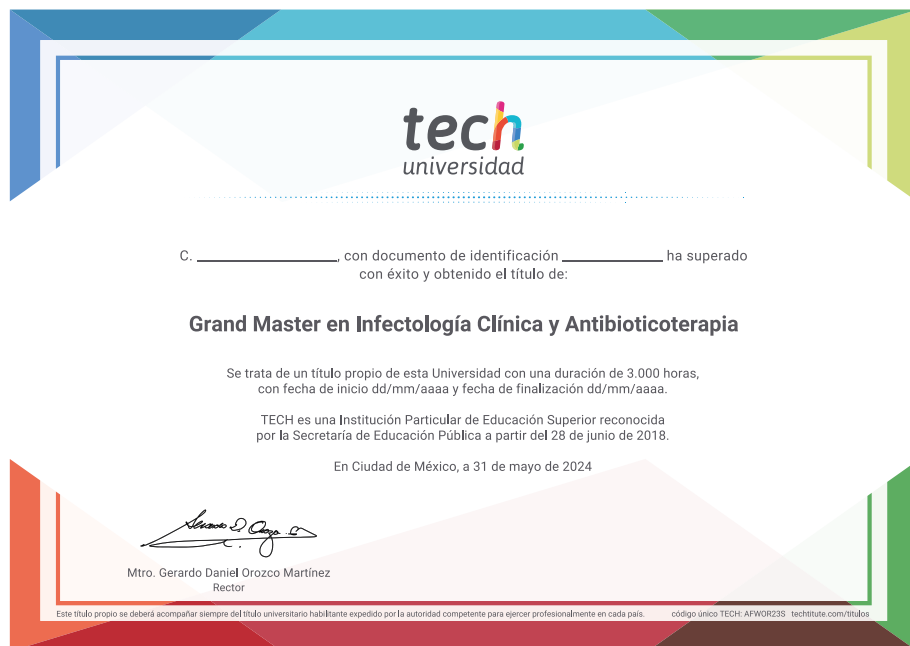 tech
universidad
C. ________________, con documento de identificación ____________ ha superado
con éxito y obtenido el título de:
Grand Master en Infectología Clínica y Antibioticoterapia
Se trata de un título propio de esta Universidad con una duración de 3.000 horas,
con fecha de inicio dd/mm/aaaa y fecha de finalización dd/mm/aaaa.
TECH es una Institución Particular de Educación Superior reconocida
por la Secretaría de Educación Pública a partir del 28 de junio de 2018.
En Ciudad de México, a 31 de mayo de 2024
Mtro. Gerardo Daniel Orozco Martínez
Rector
Este título propio se deberá acompañar siempre del título universitario habilitante expedido por la autoridad competente para ejercer profesionalmente en cada país. código único TECH: AFWOR23S techtitute.com/titulos